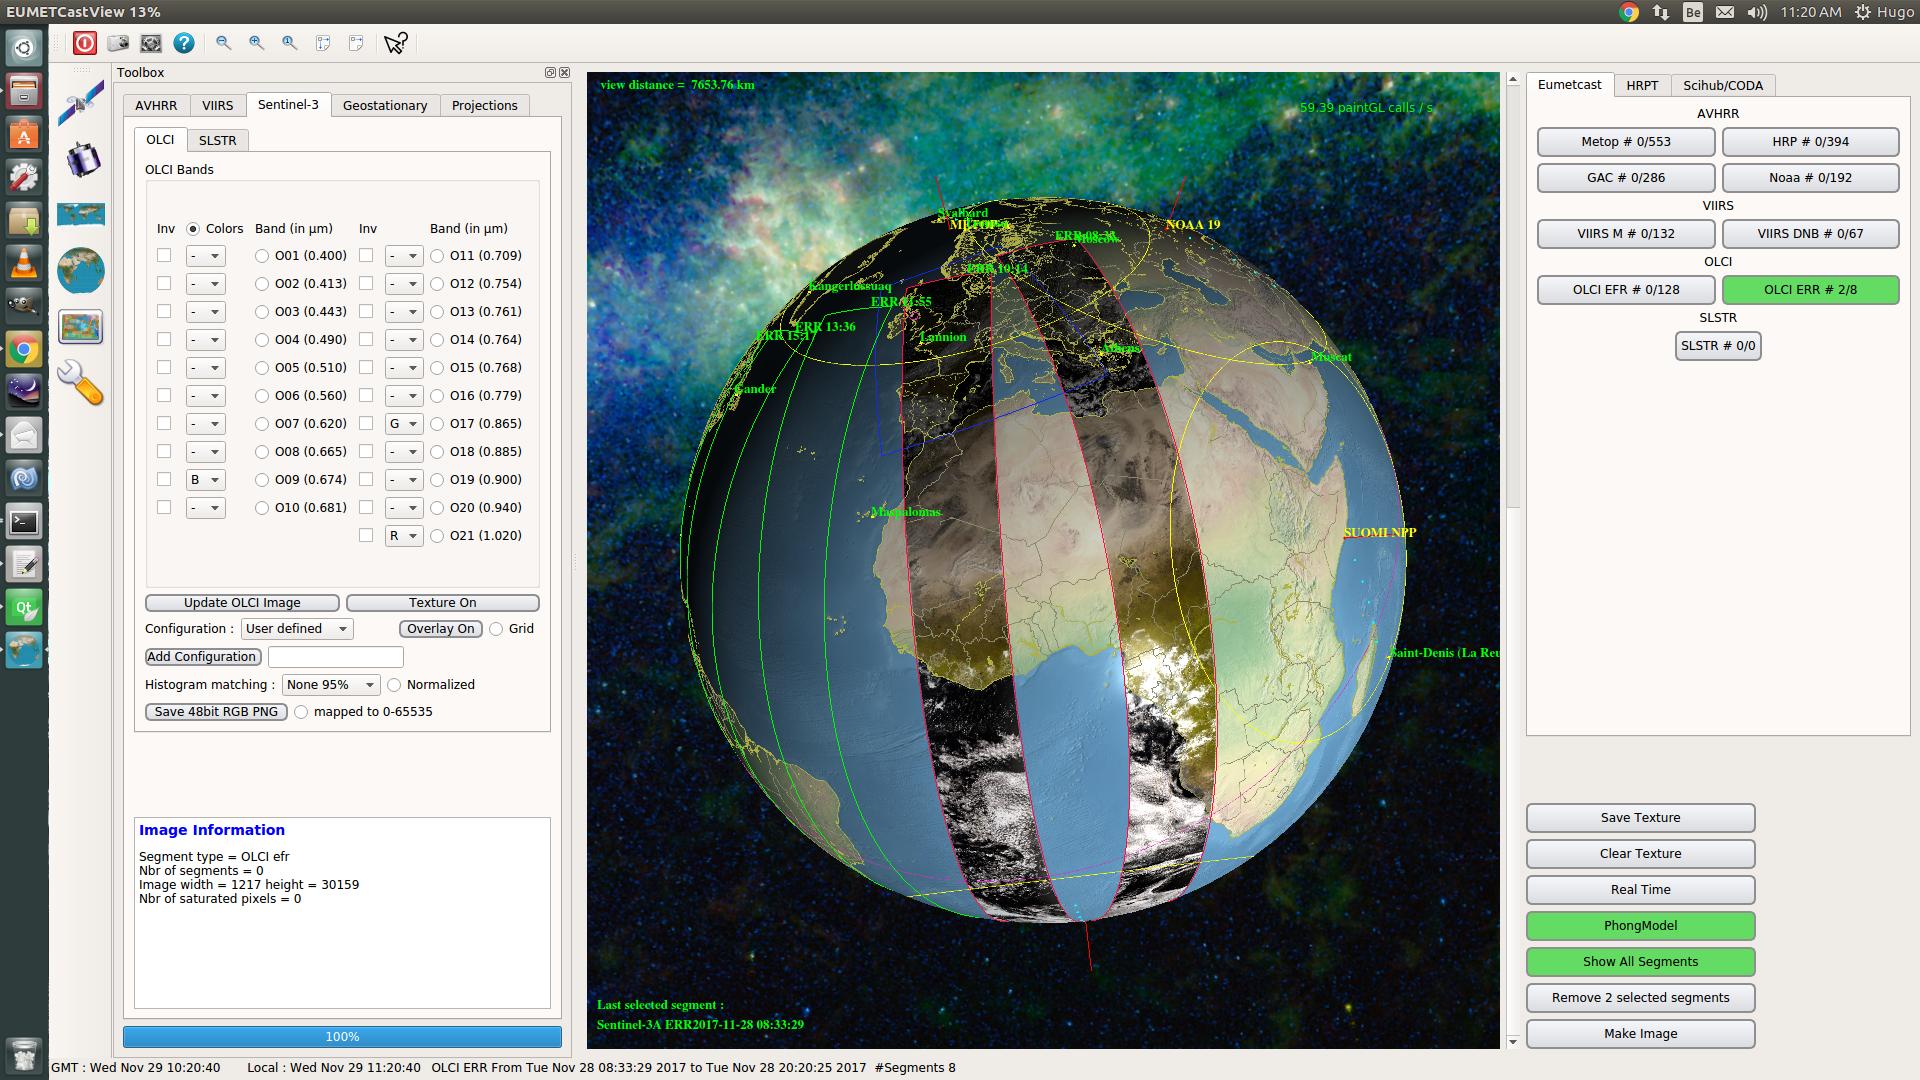 EUMETCastView 13%
Be
11:20 AM
Hugo
Toolbox
AVHRR
VIIRS
Sentinel-3
Geostationary
Projections
OLCI
SLSTR
OLCI Bands
Inv
Colors
Band (in µm)
Inv
Band (in µm)
- O01 (0.400) - O11 (0.709)
- O02 (0.413) - O12 (0.754)
- O03 (0.443) - O13 (0.761)
- O04 (0.490) - O14 (0.764)
- O05 (0.510) - O15 (0.768)
- O06 (0.560) - O16 (0.779)
- O07 (0.620) G O17 (0.865)
- O08 (0.665) - O18 (0.885)
B O09 (0.674) - O19 (0.900)
- O10 (0.681) - O20 (0.940)
R O21 (1.020)
Update OLCI Image
Texture On
Configuration : User defined
Overlay On
Grid
Add Configuration
Histogram matching : None 95%
Normalized
Save 48bit RGB PNG
mapped to 0-65535
Image Information
Segment type = OLCI efr
Nbr of segments = 0
Image width = 1217 height = 30159
Nbr of saturated pixels = 0
100%
view distance = 7653.76 km
59.39 paintGL calls / s
Svalbard
NOAA 19
Moscow
ERR 10:14
Kangerlussuaq
ERR 11:55
ERR 13:36
Lannion
Athens
Muscat
Gander
Maspalomas
SUOMI NPP
Saint-Denis (La Reu
Last selected segment :
Sentinel-3A ERR2017-11-28 08:33:29
Eumetcast
HRPT
Scihub/CODA
AVHRR
Metop # 0/553
HRP # 0/394
GAC # 0/286
Noaa # 0/192
VIIRS
VIIRS M # 0/132
VIIRS DNB # 0/67
OLCI
OLCI EFR # 0/128
OLCI ERR # 2/8
SLSTR
SLSTR # 0/0
Save Texture
Clear Texture
Real Time
PhongModel
Show All Segments
Remove 2 selected segments
Make Image
GMT : Wed Nov 29 10:20:40
Local : Wed Nov 29 11:20:40
OLCI ERR From Tue Nov 28 08:33:29 2017 to Tue Nov 28 20:20:25 2017 #Segments 8